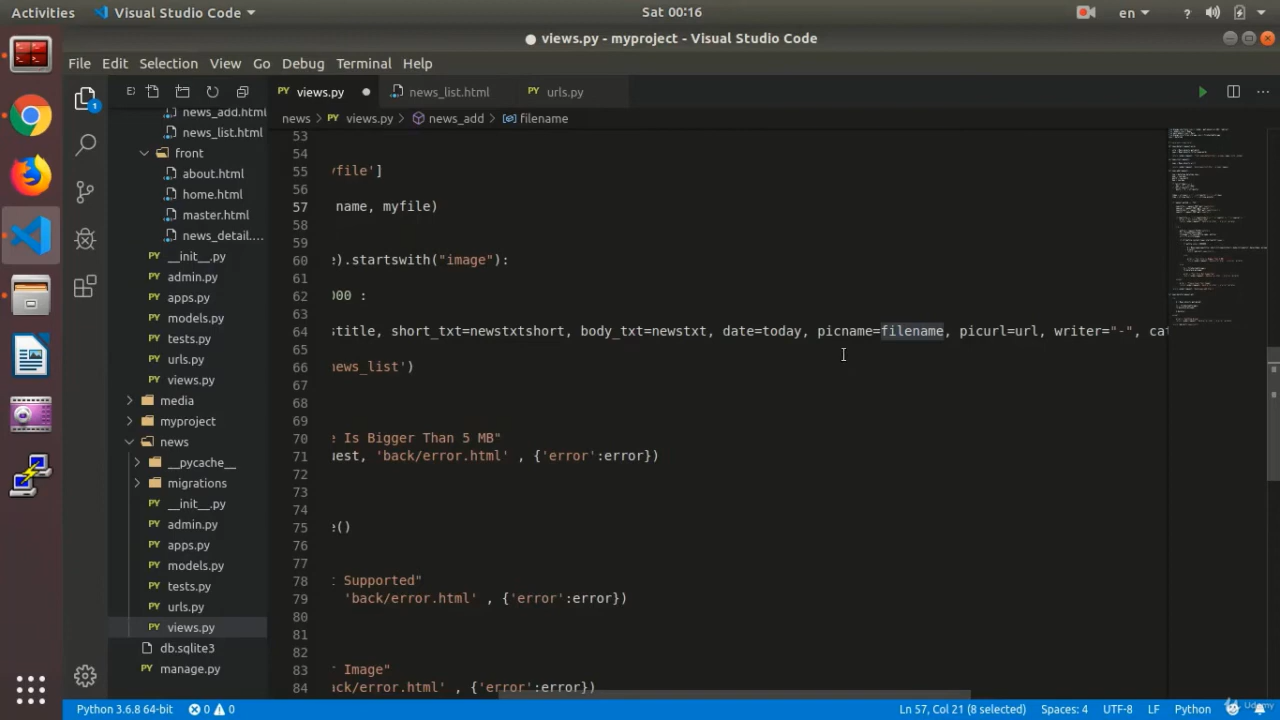 Activities
Visual Studio Code
Sat 00:16
en
views.py - myproject - Visual Studio Code
File Edit Selection View Go Debug Terminal Help
views.py
news_list.html
urls.py
1
news_add.html
news_list.html
front
about.html
home.html
master.html
news_detail....
__init__.py
admin.py
apps.py
models.py
tests.py
urls.py
views.py
media
myproject
news
__pycache__
migrations
__init__.py
admin.py
apps.py
models.py
tests.py
urls.py
views.py
db.sqlite3
manage.py
news > views.py > news_add > filename
53
54
55 yfile']
56
57 name, myfile)
58
59
60 e).startswith("image"):
61
62 000 :
63
64 stitle, short_txt=newstxtshort, body_txt=newstxt, date=today, picname=filename, picurl=url, writer="-", cat
65
66 news_list')
67
68
69
70 e Is Bigger Than 5 MB"
71 uest, 'back/error.html' , {'error':error})
72
73
74
75 e()
76
77
78 t Supported"
79 'back/error.html' , {'error':error})
80
81
82
83 r Image"
84 ack/error.html' , {'error':error})
Python 3.6.8 64-bit
0 0
Ln 57, Col 21 (8 selected)
Spaces: 4
UTF-8
LF
Python
Udemy